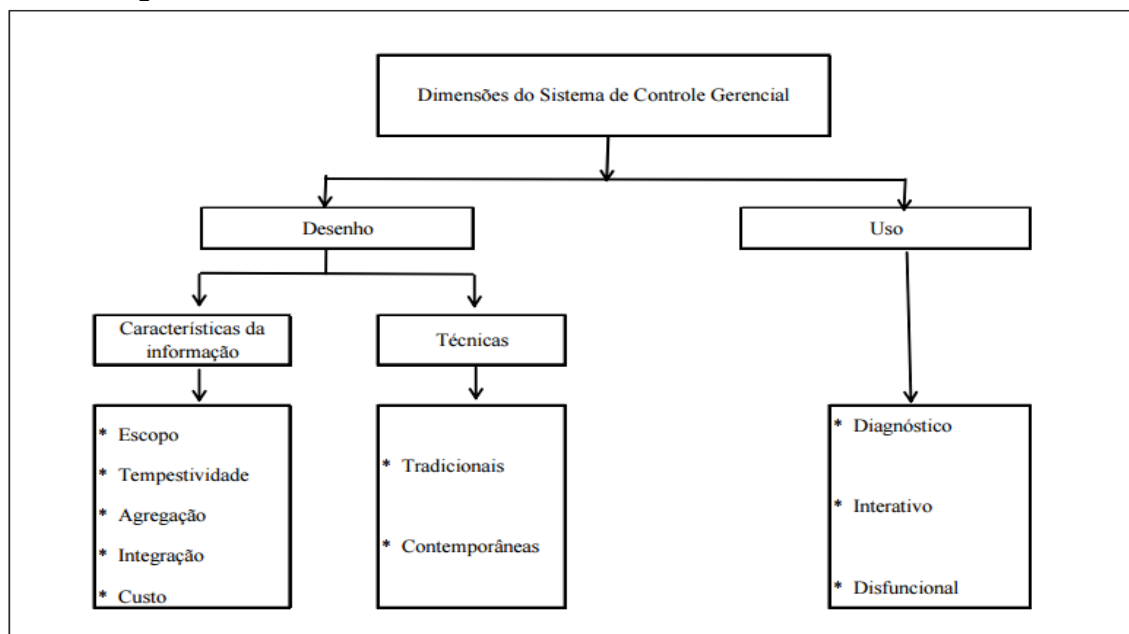 Dimensões do Sistema de Controle Gerencial
Desenho
Uso
Características da
informação
Técnicas
* Escopo
* Tempestividade
* Agregação
* Integração
* Custo
* Tradicionais
* Contemporâneas
* Diagnóstico
* Interativo
* Disfuncional